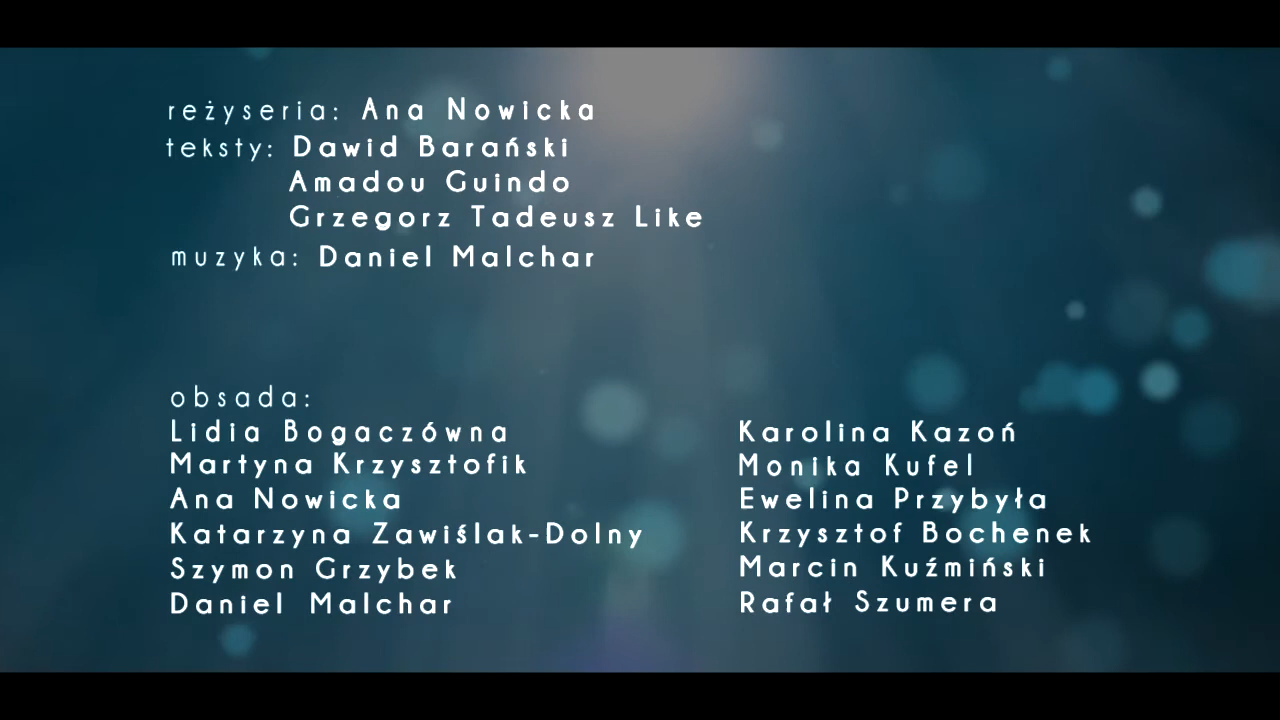 reżyseria: Ana Nowicka
teksty: Dawid Barański
Amadou Guindo
Grzegorz Tadeusz Like
muzyka: Daniel Malchar
obsada:
Lidia Bogaczówna
Martyna Krzysztofik
Ana Nowicka
Katarzyna Zawiślak-Dolny
Szymon Grzybek
Daniel Malchar
Karolina Kazoń
Monika Kufel
Ewelina Przybyła
Krzysztof Bochenek
Marcin Kuźmiński
Rafał Szumera